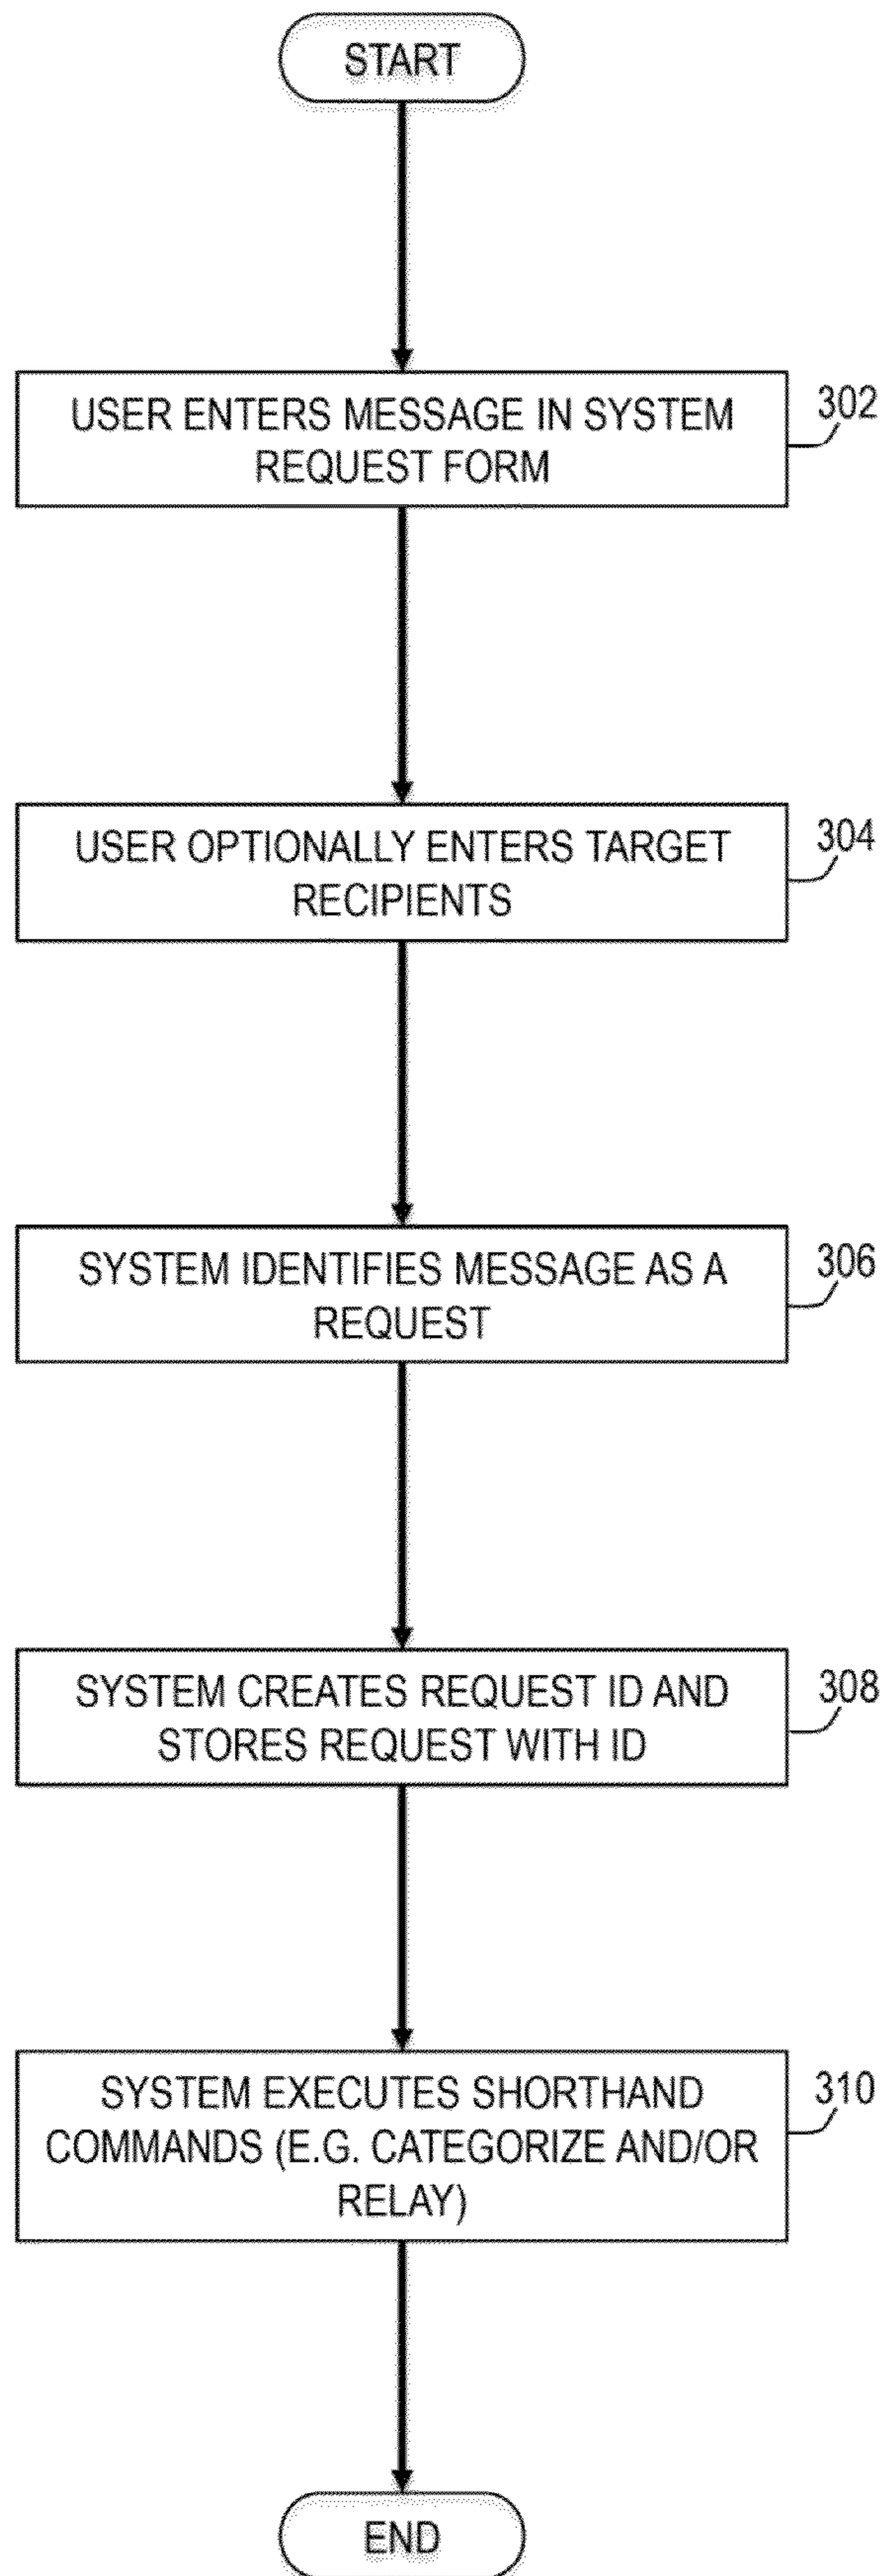 START
USER ENTERS MESSAGE IN SYSTEM
REQUEST FORM
302
USER OPTIONALLY ENTERS TARGET
RECIPIENTS
304
SYSTEM IDENTIFIES MESSAGE AS A
REQUEST
306
SYSTEM CREATES REQUEST ID AND
STORES REQUEST WITH ID
308
SYSTEM EXECUTES SHORTHAND
COMMANDS (E.G. CATEGORIZE AND/OR
RELAY)
310
END